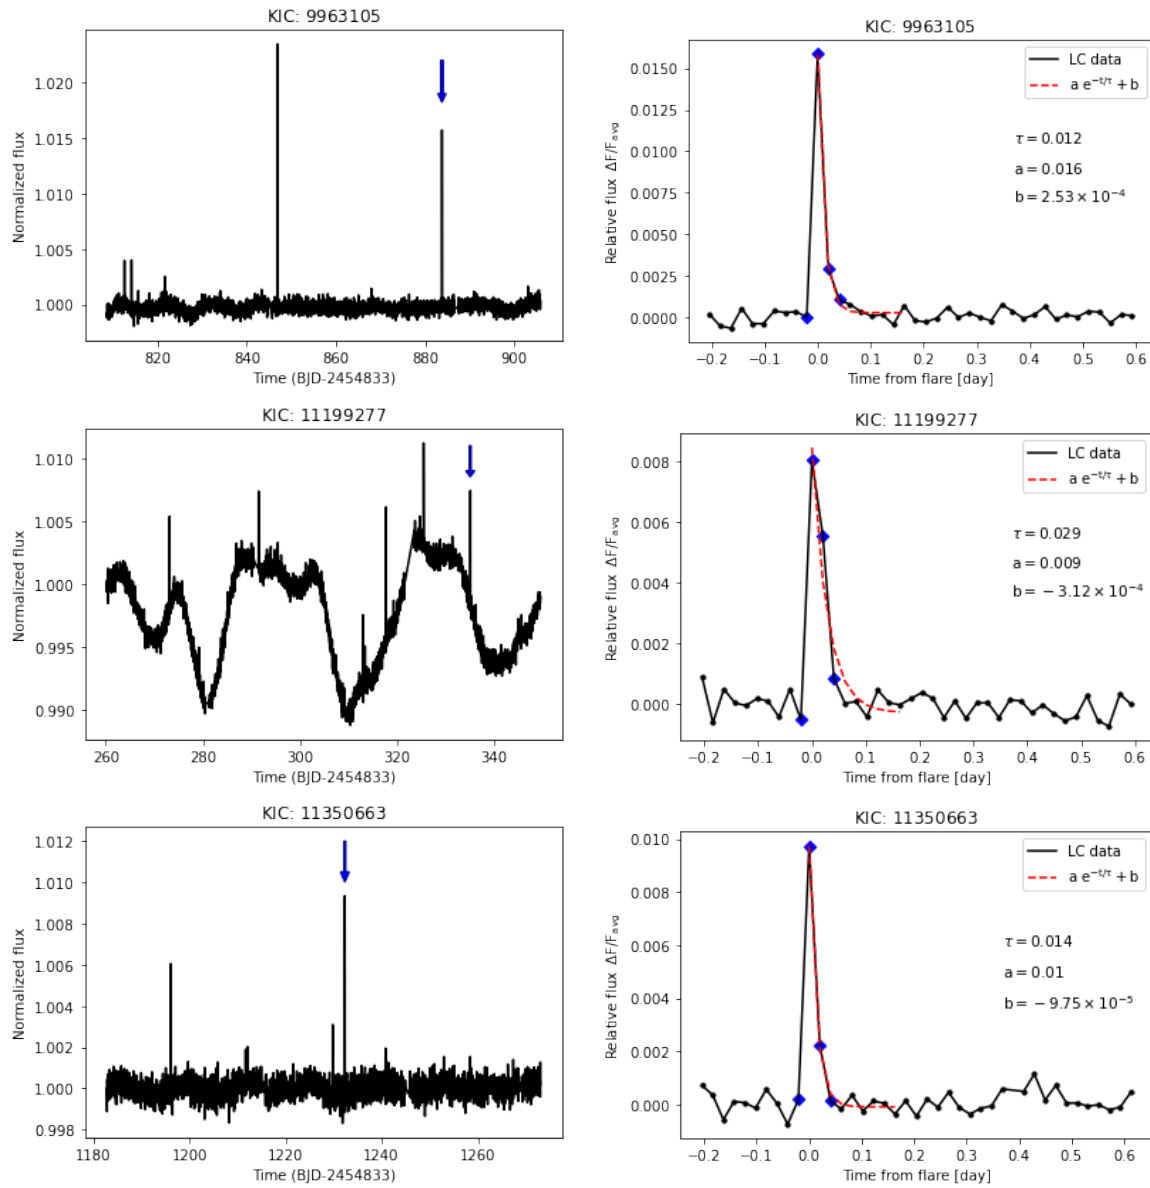 KIC: 9963105
1.020
1.015
1.010
1.005
1.000
Normalized flux
820
840
860
880
900
Time (BJD-2454833)
KIC: 9963105
LC data
a e^{-t/τ} + b
τ = 0.012
a = 0.016
b = 2.53 × 10^{-4}
0.0150
0.0125
0.0100
0.0075
0.0050
0.0025
0.0000
Relative flux ΔF/F_{avg}
−0.2
−0.1
0.0
0.1
0.2
0.3
0.4
0.5
0.6
Time from flare [day]
KIC: 11199277
1.010
1.005
1.000
0.995
0.990
Normalized flux
260
280
300
320
340
Time (BJD-2454833)
KIC: 11199277
LC data
a e^{-t/τ} + b
τ = 0.029
a = 0.009
b = −3.12 × 10^{-4}
0.008
0.006
0.004
0.002
0.000
Relative flux ΔF/F_{avg}
−0.2
−0.1
0.0
0.1
0.2
0.3
0.4
0.5
0.6
Time from flare [day]
KIC: 11350663
1.012
1.010
1.008
1.006
1.004
1.002
1.000
0.998
Normalized flux
1180
1200
1220
1240
1260
Time (BJD-2454833)
KIC: 11350663
LC data
a e^{-t/τ} + b
τ = 0.014
a = 0.01
b = −9.75 × 10^{-5}
0.010
0.008
0.006
0.004
0.002
0.000
Relative flux ΔF/F_{avg}
−0.2
−0.1
0.0
0.1
0.2
0.3
0.4
0.5
0.6
Time from flare [day]